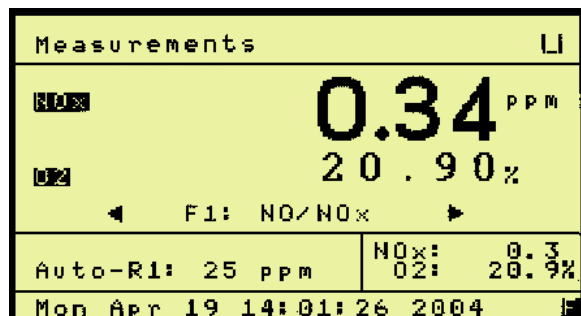 Measurements
NOx 0.34 ppm
O2 20.90%
F1: NO/NOx
Auto-R1: 25 ppm
NOx: 0.3
O2: 20.9%
Mon Apr 19 14:01:26 2004